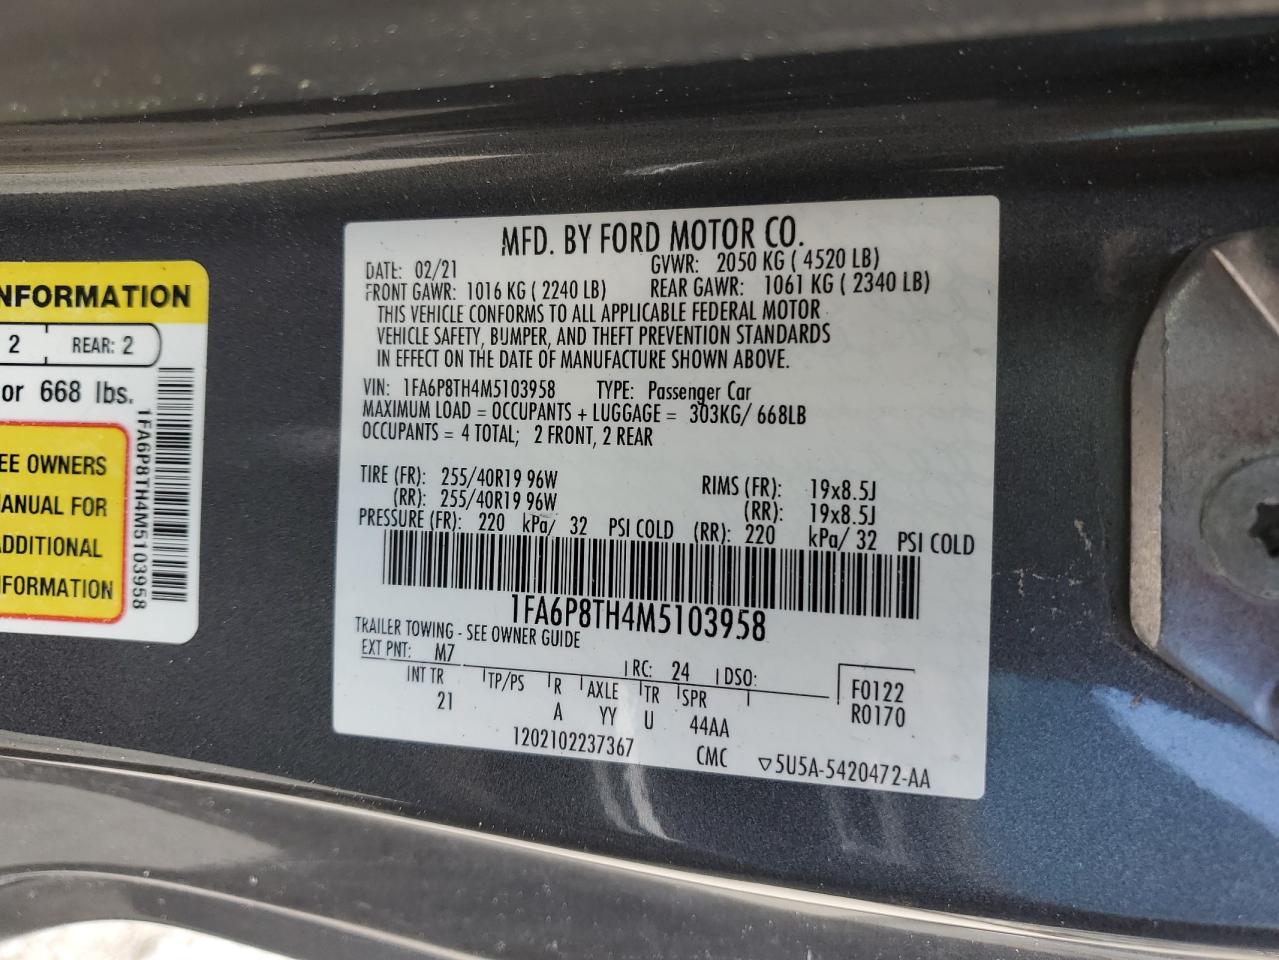 NFORMATION
2 REAR: 2
or 668 lbs.
EE OWNERS
ANUAL FOR
ADDITIONAL
FORMATION
1FA6P8TH4M5103958
MFD. BY FORD MOTOR CO.
DATE: 02/21 GVWR: 2050 KG ( 4520 LB)
FRONT GAWR: 1016 KG ( 2240 LB) REAR GAWR: 1061 KG ( 2340 LB)
THIS VEHICLE CONFORMS TO ALL APPLICABLE FEDERAL MOTOR
VEHICLE SAFETY, BUMPER, AND THEFT PREVENTION STANDARDS
IN EFFECT ON THE DATE OF MANUFACTURE SHOWN ABOVE.
VIN: 1FA6P8TH4M5103958 TYPE: Passenger Car
MAXIMUM LOAD = OCCUPANTS + LUGGAGE = 303KG/ 668LB
OCCUPANTS = 4 TOTAL; 2 FRONT, 2 REAR
TIRE (FR): 255/40R19 96W RIMS (FR): 19x8.5J
(RR): 255/40R19 96W (RR): 19x8.5J
PRESSURE (FR): 220 kPa/ 32 PSI COLD (RR): 220 kPa/ 32 PSI COLD
1FA6P8TH4M5103958
TRAILER TOWING - SEE OWNER GUIDE
EXT PNT: M7 RC: 24 DSO:
INT TR TP/PS R AXLE TR SPR F0122
21 A YY U 44AA R0170
1202102237367 CMC ▽5U5A-5420472-AA